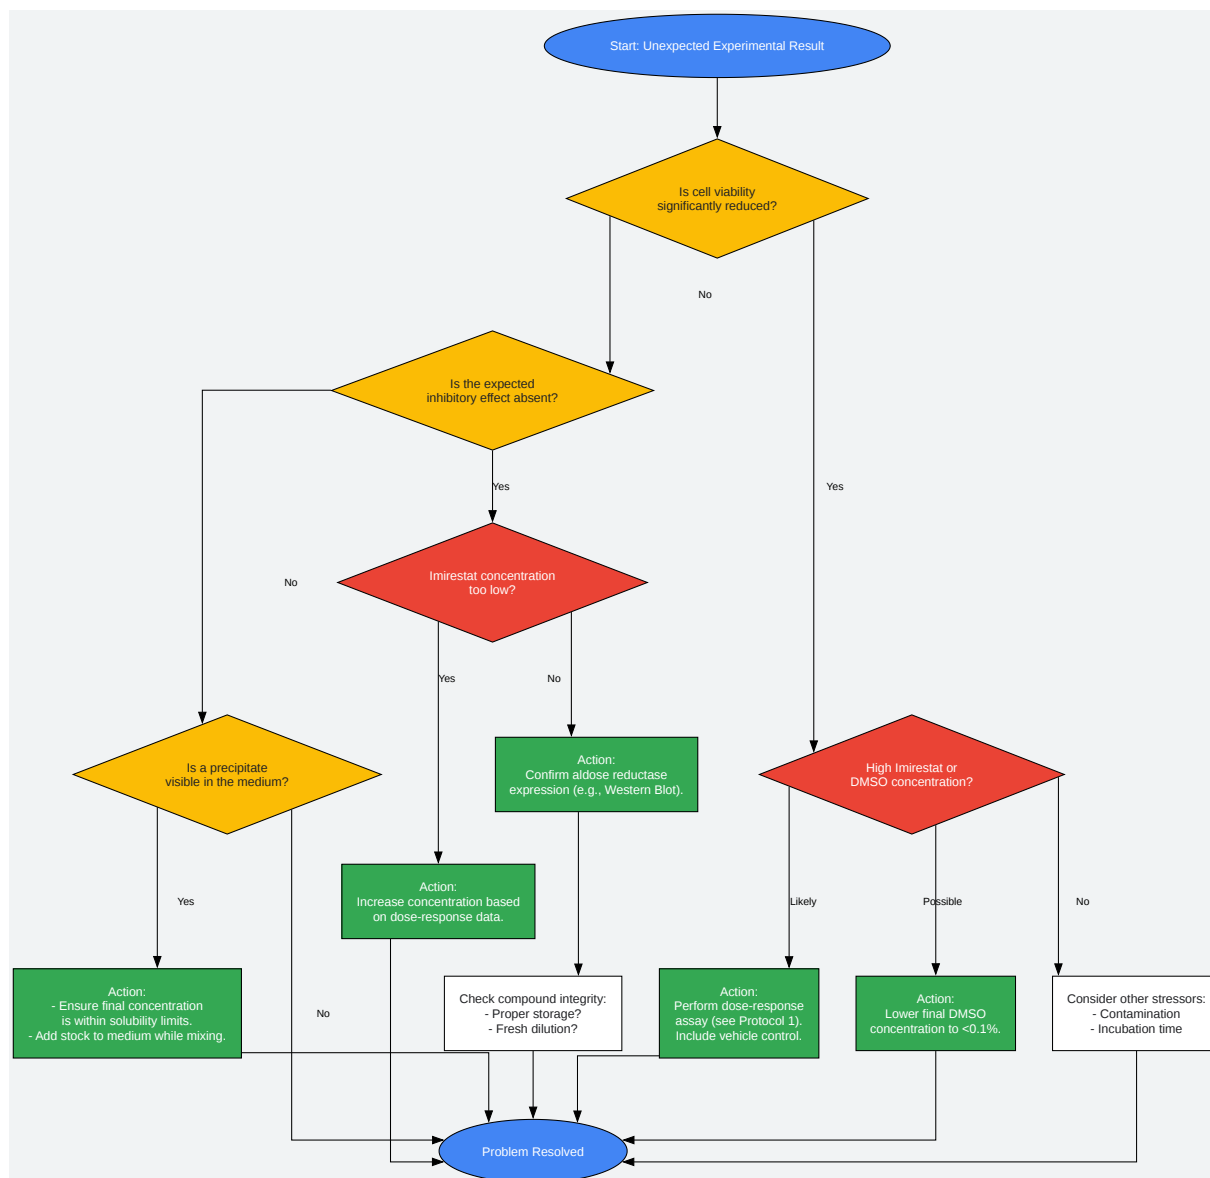 Start: Unexpected Experimental Result
Is cell viability
significantly reduced?
No
Is the expected
inhibitory effect absent?
Yes
Yes
Imirestat concentration
too low?
No
Yes
No
Is a precipitate
visible in the medium?
Action:
Confirm aldose reductase
expression (e.g., Western Blot).
High Imirestat or
DMSO concentration?
Action:
Increase concentration based
on dose-response data.
Yes
Likely
Possible
No
Action:
- Ensure final concentration
is within solubility limits.
- Add stock to medium while mixing.
No
Check compound integrity:
- Proper storage?
- Fresh dilution?
Action:
Perform dose-response
assay (see Protocol 1).
Include vehicle control.
Action:
Lower final DMSO
concentration to <0.1%.
Consider other stressors:
- Contamination
- Incubation time
Problem Resolved